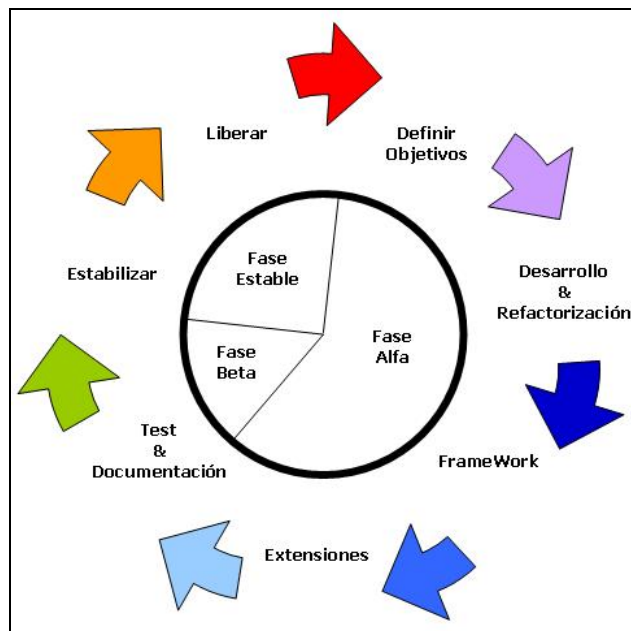 Liberar
Definir
Objetivos
Desarrollo
&
Refactorización
FrameWork
Extensiones
Test
&
Documentación
Estabilizar
Fase
Estable
Fase
Beta
Fase
Alfa